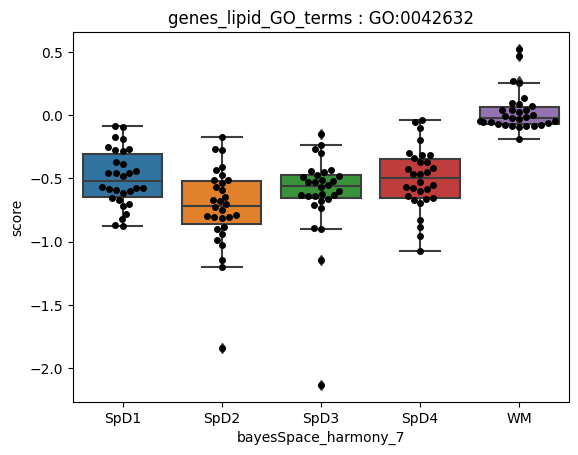 genes_lipid_GO_terms : GO:0042632
0.5
0.0
−0.5
−1.0
−1.5
−2.0
score
SpD1 SpD2 SpD3 SpD4 WM
bayesSpace_harmony_7